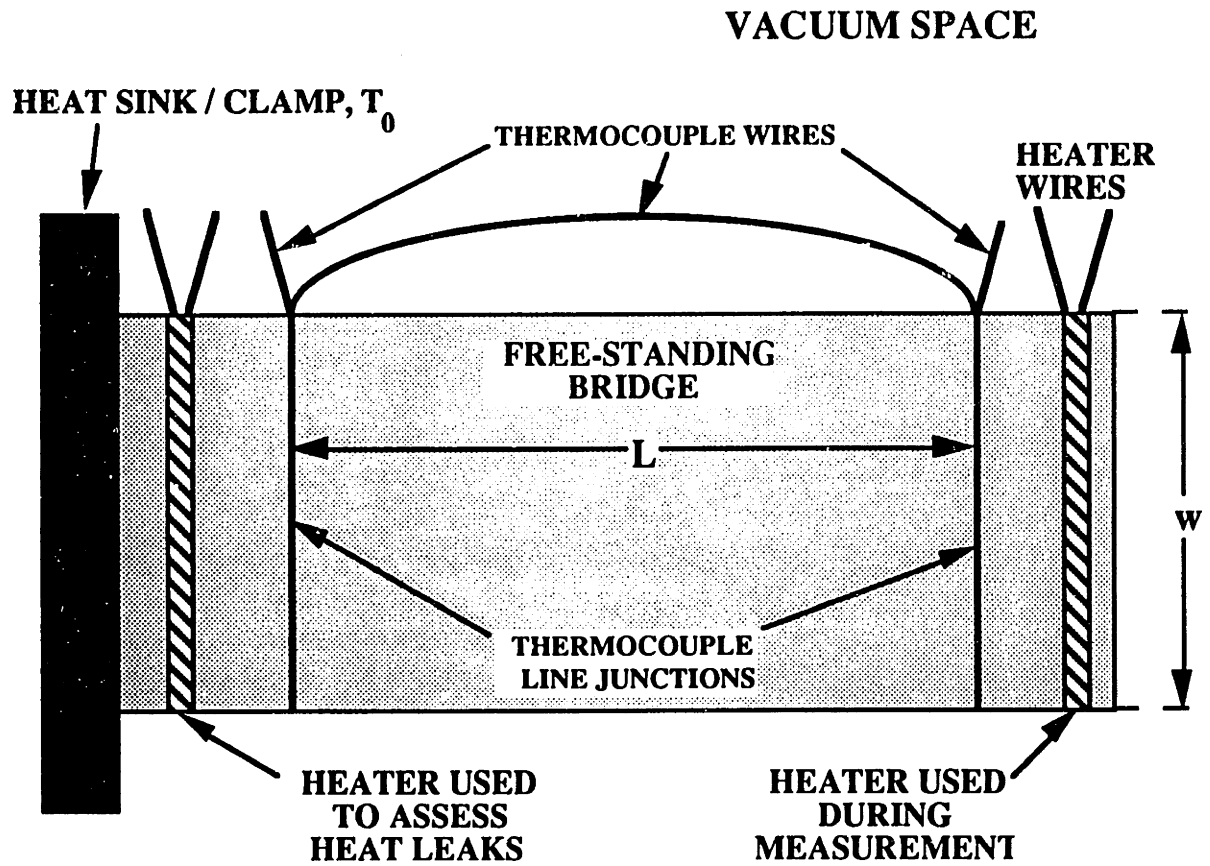 VACUUM SPACE
HEAT SINK / CLAMP, T0
THERMOCOUPLE WIRES
HEATER
WIRES
FREE-STANDING
BRIDGE
L
w
THERMOCOUPLE
LINE JUNCTIONS
HEATER USED
TO ASSESS
HEAT LEAKS
HEATER USED
DURING
MEASUREMENT